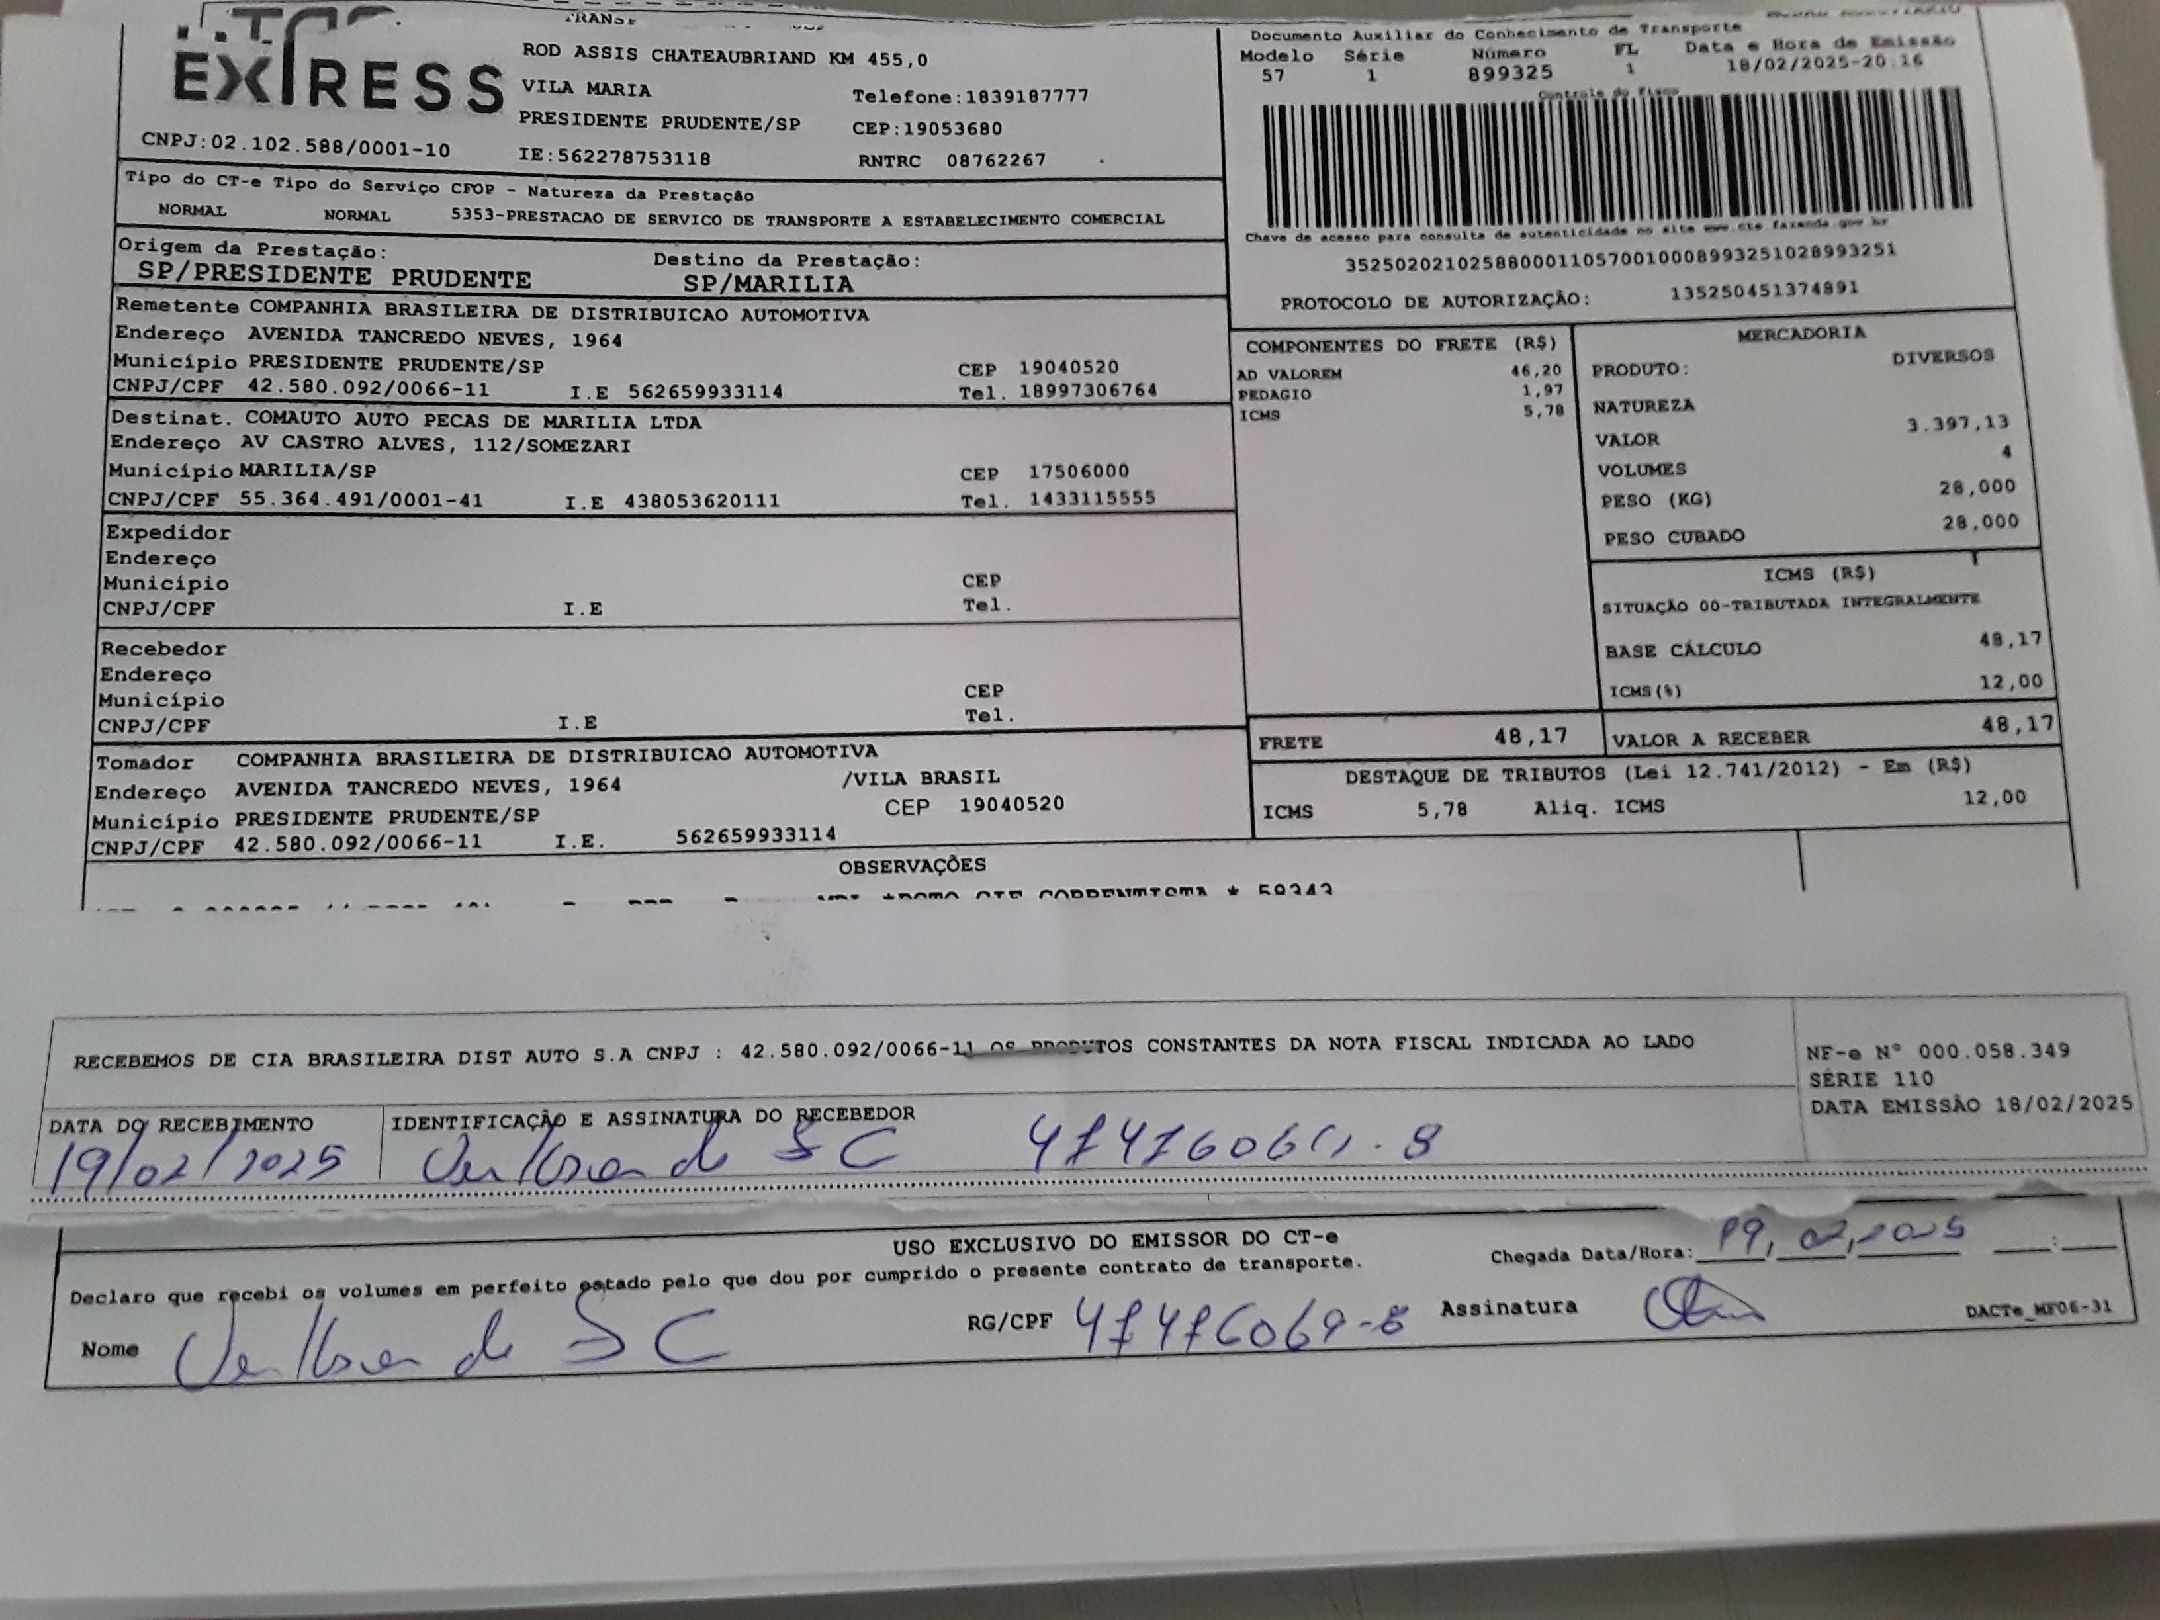 EXPRESS
ROD ASSIS CHATEAUBRIAND KM 455,0
VILA MARIA
Telefone:1839187777
PRESIDENTE PRUDENTE/SP
CEP:19053680
CNPJ:02.102.588/0001-10
IE:562278753118
RNTRC 08762267
Documento Auxiliar do Conhecimento de Transporte
Modelo Série Número FL Data e Hora de Emissão
57 1 899325 1 18/02/2025-20.16
Controle do Fisco
Chave de acesso para consulta de autenticidade no site www.cte.fazenda.gov.br
35250202102588000110570010008993251028993251
PROTOCOLO DE AUTORIZAÇÃO: 135250451374891
Tipo do CT-e Tipo do Serviço CFOP - Natureza da Prestação
NORMAL NORMAL 5353-PRESTACAO DE SERVICO DE TRANSPORTE A ESTABELECIMENTO COMERCIAL
Origem da Prestação: Destino da Prestação:
SP/PRESIDENTE PRUDENTE SP/MARILIA
Remetente COMPANHIA BRASILEIRA DE DISTRIBUICAO AUTOMOTIVA
Endereço AVENIDA TANCREDO NEVES, 1964
Município PRESIDENTE PRUDENTE/SP CEP 19040520
CNPJ/CPF 42.580.092/0066-11 I.E 562659933114 Tel. 18997306764
Destinat. COMAUTO AUTO PECAS DE MARILIA LTDA
Endereço AV CASTRO ALVES, 112/SOMEZARI
Município MARILIA/SP CEP 17506000
CNPJ/CPF 55.364.491/0001-41 I.E 438053620111 Tel. 1433115555
Expedidor
Endereço
Município CEP
CNPJ/CPF I.E Tel.
Recebedor
Endereço
Município CEP
CNPJ/CPF I.E Tel.
Tomador COMPANHIA BRASILEIRA DE DISTRIBUICAO AUTOMOTIVA
Endereço AVENIDA TANCREDO NEVES, 1964 /VILA BRASIL
Município PRESIDENTE PRUDENTE/SP CEP 19040520
CNPJ/CPF 42.580.092/0066-11 I.E. 562659933114
COMPONENTES DO FRETE (R$)
AD VALOREM 46,20
PEDAGIO 1,97
ICMS 5,78
MERCADORIA
PRODUTO: DIVERSOS
NATUREZA
VALOR 3.397,13
VOLUMES 4
PESO (KG) 28,000
PESO CUBADO 28,000
ICMS (R$)
SITUAÇÃO 00-TRIBUTADA INTEGRALMENTE
BASE CÁLCULO 48,17
ICMS(%) 12,00
FRETE 48,17 VALOR A RECEBER 48,17
DESTAQUE DE TRIBUTOS (Lei 12.741/2012) - Em (R$)
ICMS 5,78 Aliq. ICMS 12,00
OBSERVAÇÕES
CIF CORRENTISTA * 58343
RECEBEMOS DE CIA BRASILEIRA DIST AUTO S.A CNPJ : 42.580.092/0066-11 OS PRODUTOS CONSTANTES DA NOTA FISCAL INDICADA AO LADO
NF-e N° 000.058.349
SÉRIE 110
DATA EMISSÃO 18/02/2025
DATA DO RECEBIMENTO IDENTIFICAÇÃO E ASSINATURA DO RECEBEDOR
19/02/2025
USO EXCLUSIVO DO EMISSOR DO CT-e
Chegada Data/Hora: 19,02,2025 :
Declaro que recebi os volumes em perfeito estado pelo que dou por cumprido o presente contrato de transporte.
Nome RG/CPF Assinatura
DACTe_MF06-31